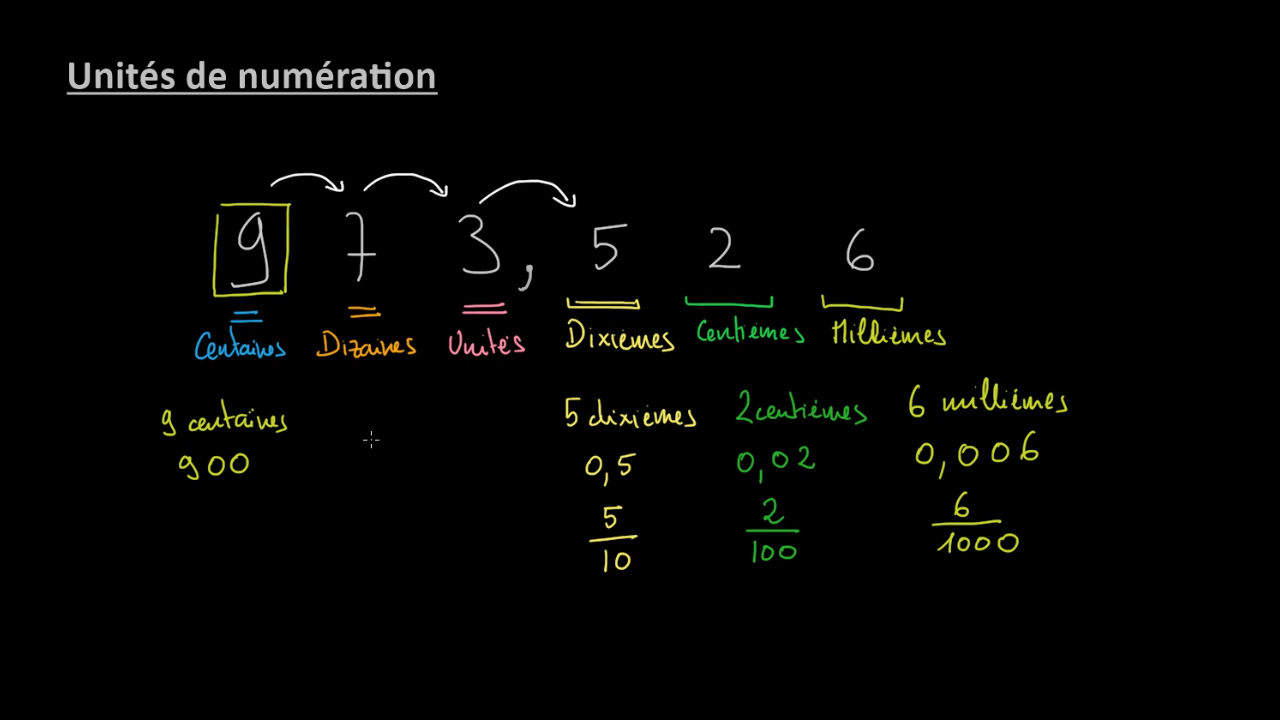 Unités de numération
9 7 3, 5 2 6
Centaines Dizaines Unités Dixièmes Centièmes Millièmes
9 centaines 5 dixièmes 2 centièmes 6 millièmes
900 0,5 0,02 0,006
5 2 6
10 100 1000